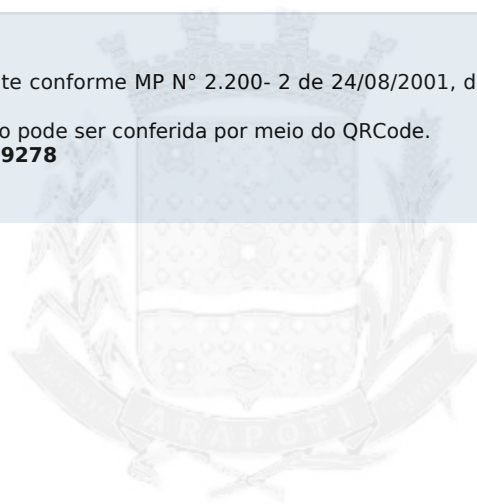 te conforme MP N° 2.200- 2 de 24/08/2001, d
o pode ser conferida por meio do QRCode.
9278
ARAPOTI